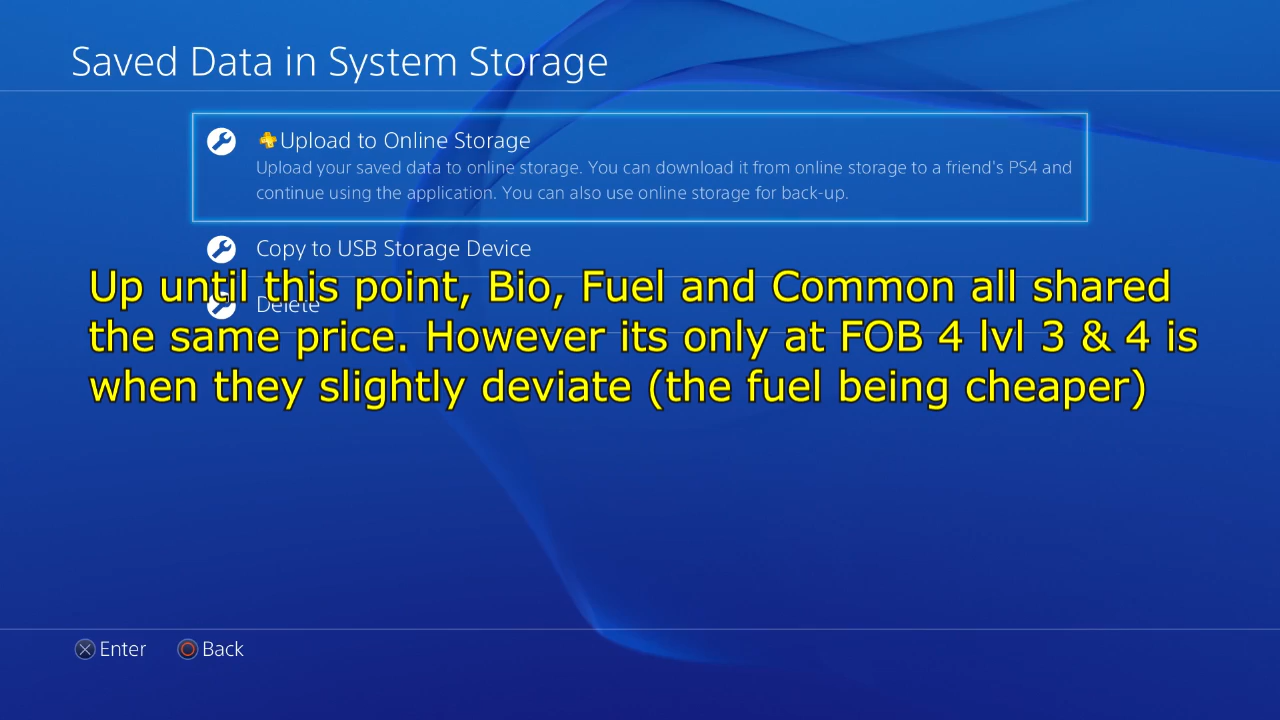 Saved Data in System Storage
Upload to Online Storage
Upload your saved data to online storage. You can download it from online storage to a friend's PS4 and
continue using the application. You can also use online storage for back-up.
Copy to USB Storage Device
Delete
Up until this point, Bio, Fuel and Common all shared
the same price. However its only at FOB 4 lvl 3 & 4 is
when they slightly deviate (the fuel being cheaper)
Enter Back